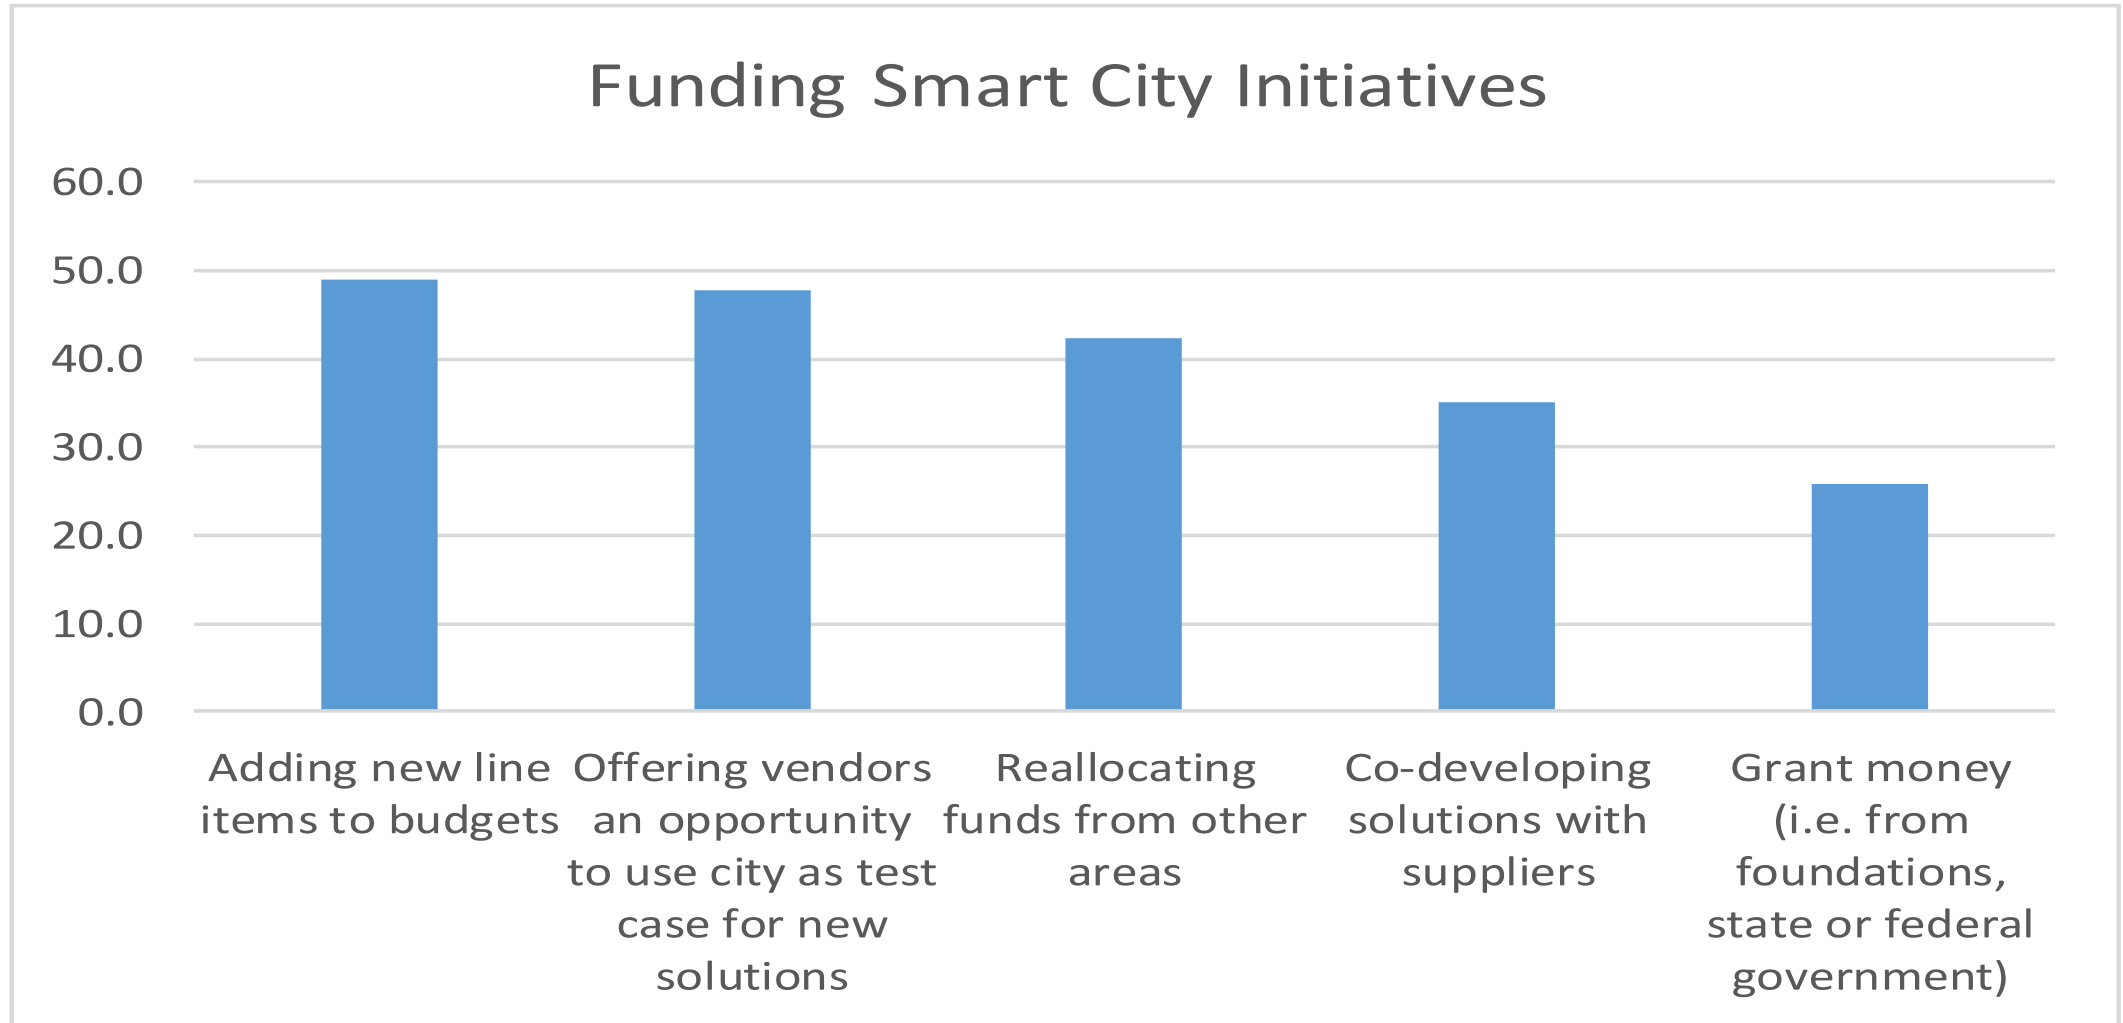 Funding Smart City Initiatives
60.0
50.0
40.0
30.0
20.0
10.0
0.0
Adding new line
items to budgets
Offering vendors
an opportunity
to use city as test
case for new
solutions
Reallocating
funds from other
areas
Co-developing
solutions with
suppliers
Grant money
(i.e. from
foundations,
state or federal
government)